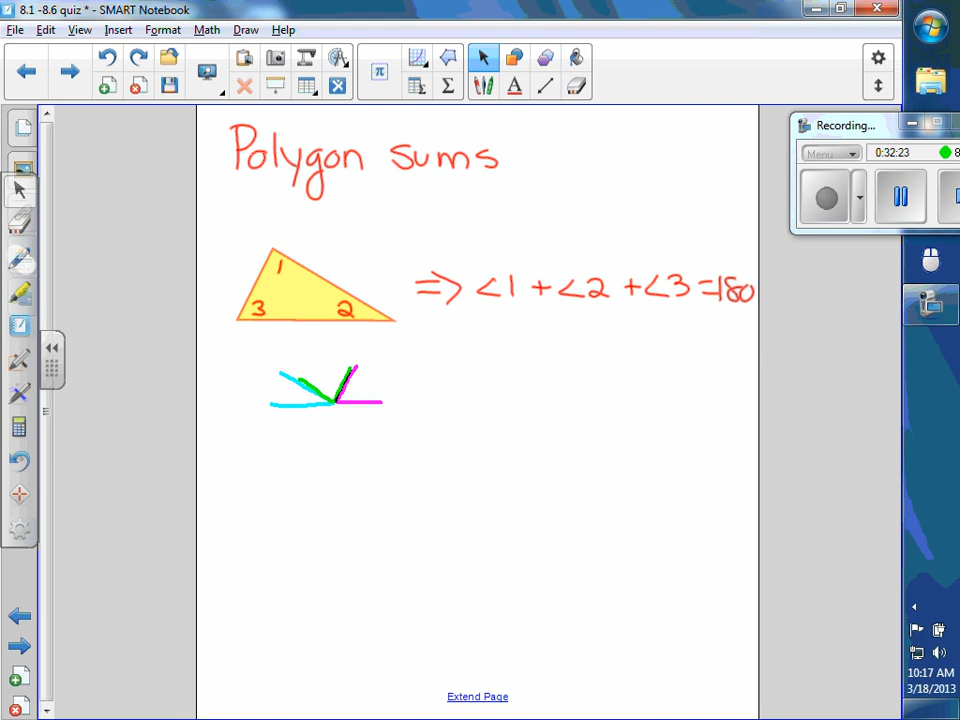 8.1 -8.6 quiz * - SMART Notebook
File Edit View Insert Format Math Draw Help
Recording...
Menu 0:32:23 8
Polygon sums
1
3 2
=> ∠1 + ∠2 + ∠3 = 180
Extend Page
10:17 AM
3/18/2013